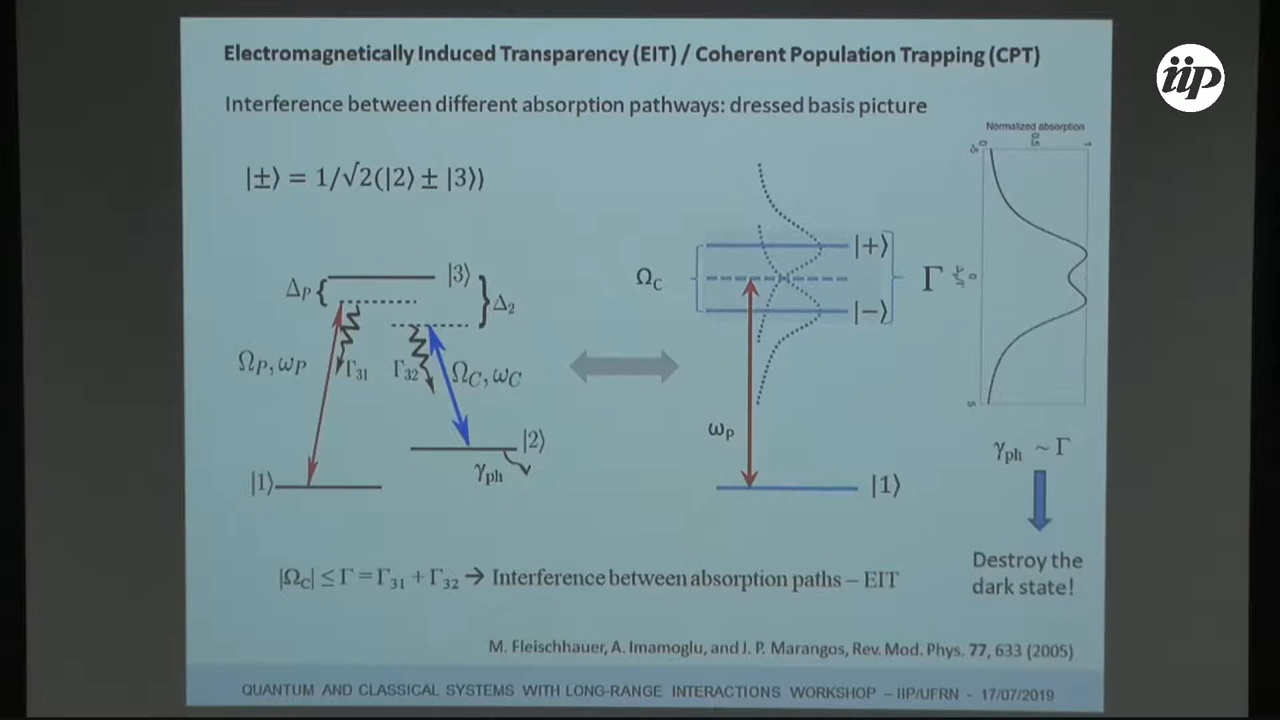 Electromagnetically Induced Transparency (EIT) / Coherent Population Trapping (CPT)
iip
Interference between different absorption pathways: dressed basis picture
Normalized absorption
|±⟩ = 1/√2(|2⟩ ± |3⟩)
|+⟩
|3⟩
Δ_P
Δ_2
Ω_C
Γ
|−⟩
Ω_P, ω_P
Γ_31
Γ_32
Ω_C, ω_C
ω_P
|2⟩
γ_ph
γ_ph ~ Γ
|1⟩
|1⟩
Destroy the
dark state!
|Ω_C| ≤ Γ = Γ_31 + Γ_32 → Interference between absorption paths – EIT
M. Fleischhauer, A. Imamoglu, and J. P. Marangos, Rev. Mod. Phys. 77, 633 (2005)
QUANTUM AND CLASSICAL SYSTEMS WITH LONG-RANGE INTERACTIONS WORKSHOP – IIP/UFRN - 17/07/2019